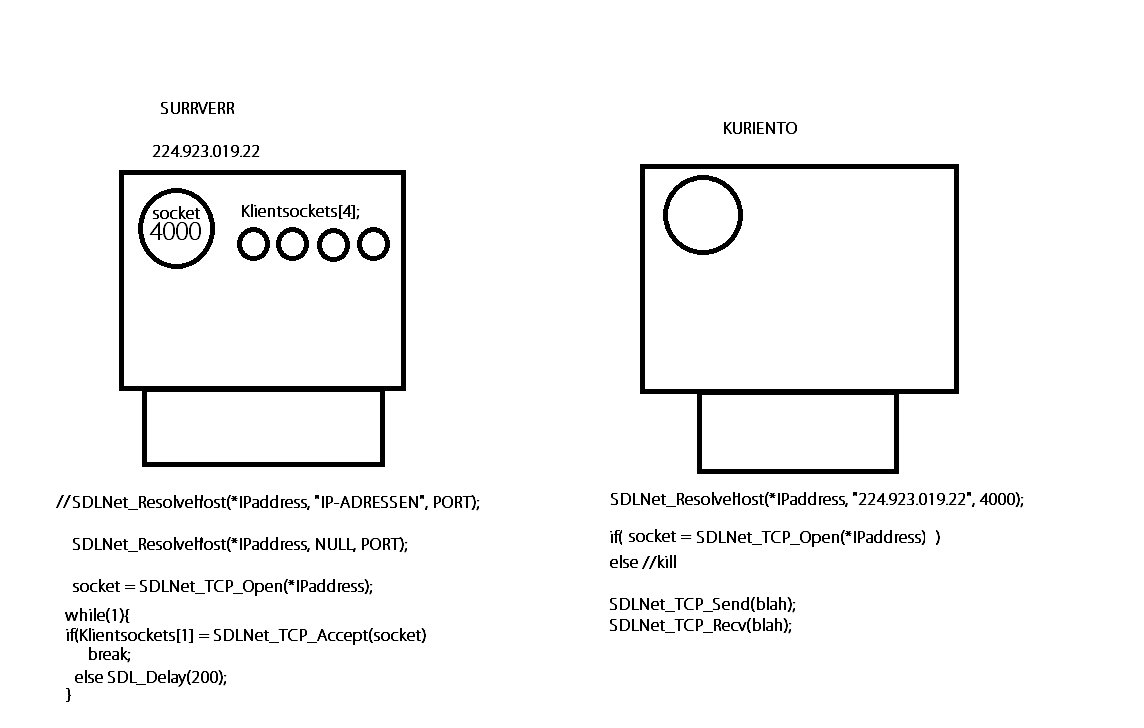 SURRVERR
224.923.019.22
socket
4000
Klientsockets[4];
//SDLNet_ResolveHost(*IPaddress, "IP-ADRESSEN", PORT);
SDLNet_ResolveHost(*IPaddress, NULL, PORT);
socket = SDLNet_TCP_Open(*IPaddress);
while(1){
if(Klientsockets[1] = SDLNet_TCP_Accept(socket)
break;
else SDL_Delay(200);
}
KURIENTO
SDLNet_ResolveHost(*IPaddress, "224.923.019.22", 4000);
if( socket = SDLNet_TCP_Open(*IPaddress) )
else //kill
SDLNet_TCP_Send(blah);
SDLNet_TCP_Recv(blah);